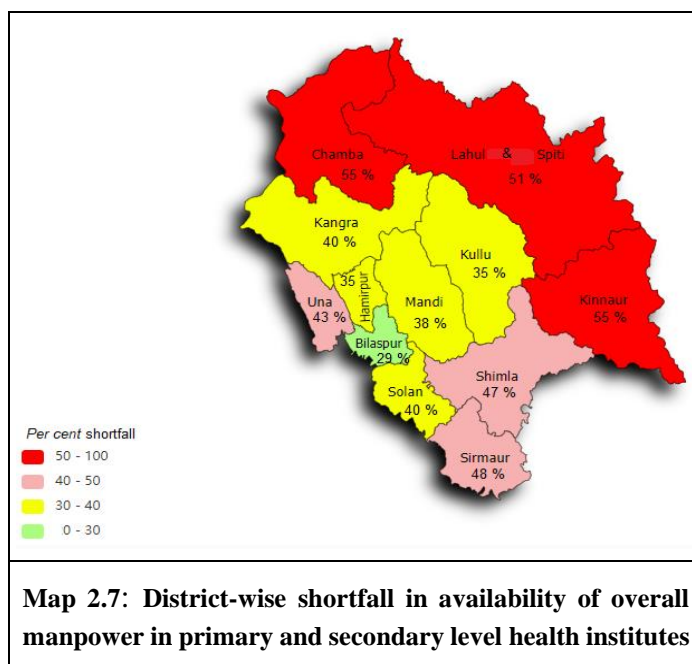 Chamba
55 %
Lahul & Spiti
51 %
Kangra
40 %
Kullu
35 %
35
Hamirpur
Una
43 %
Mandi
38 %
Kinnaur
55 %
Bilaspur
29 %
Shimla
47 %
Solan
40 %
Sirmaur
48 %
Per cent shortfall
50 - 100
40 - 50
30 - 40
0 - 30
Map 2.7: District-wise shortfall in availability of overall
manpower in primary and secondary level health institutes